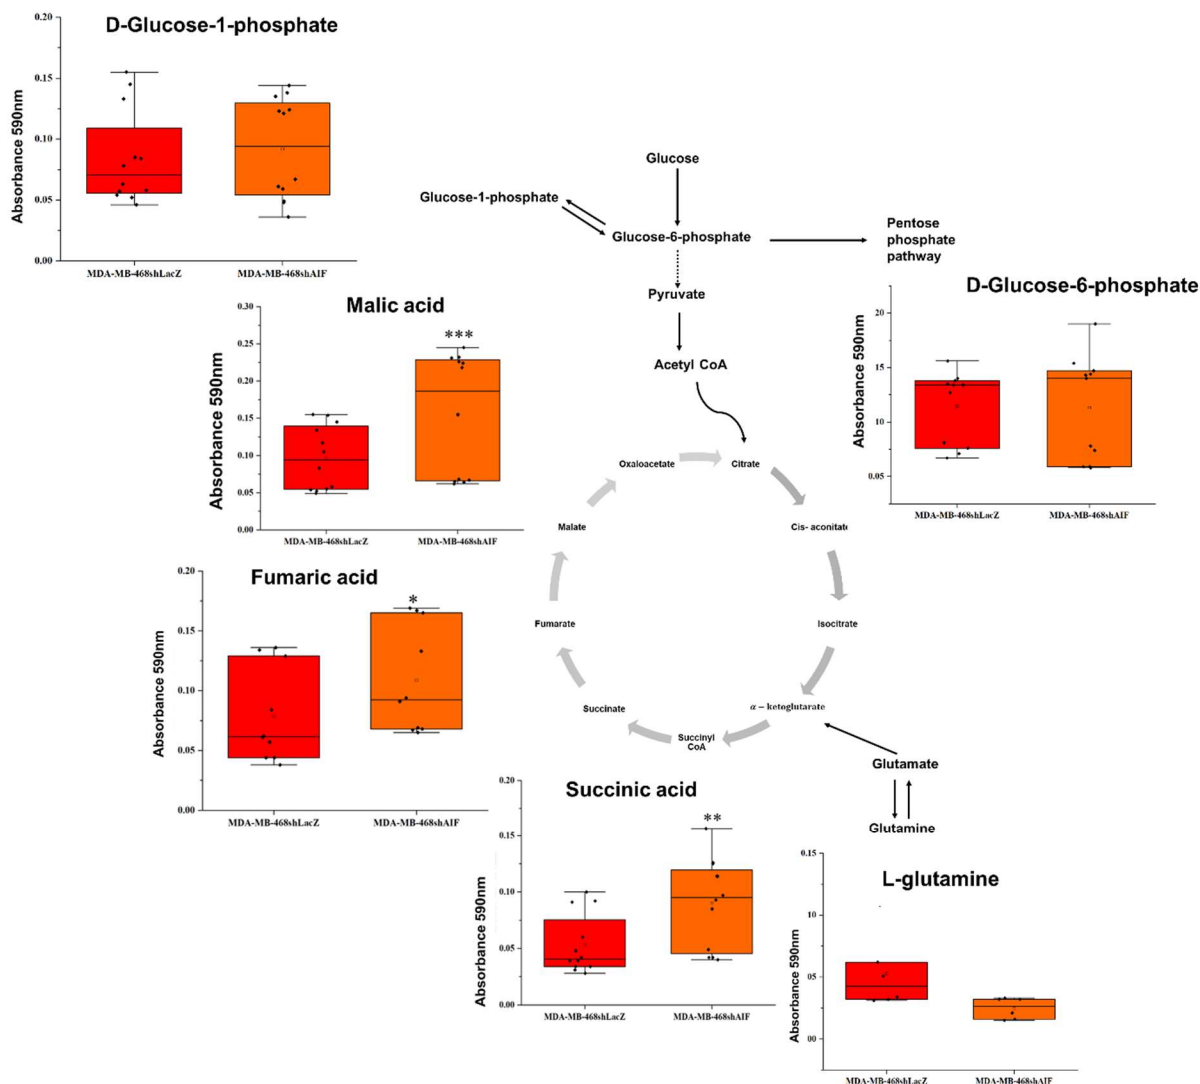 D-Glucose-1-phosphate
0.20
0.15
0.10
0.05
0.00
Absorbance 590nm
MDA-MB-468shLacZ
MDA-MB-468shAIF
Glucose
Glucose-1-phosphate
Glucose-6-phosphate
Pentose
phosphate
pathway
Pyruvate
Acetyl CoA
D-Glucose-6-phosphate
20
15
10
0.05
Absorbance 590nm
MDA-MB-468shLacZ
MDA-MB-468shAIF
Malic acid
***
0.30
0.25
0.20
0.15
0.10
0.05
0.00
Absorbance 590nm
MDA-MB-468shLacZ
MDA-MB-468shAIF
Oxaloacetate
Citrate
Malate
Cis- aconitate
Fumarate
Isocitrate
Succinate
α – ketoglutarate
Succinyl
CoA
Glutamate
Glutamine
Fumaric acid
*
0.20
0.15
0.10
0.05
0.00
Absorbance 590nm
MDA-MB-468shLacZ
MDA-MB-468shAIF
Succinic acid
**
0.20
0.15
0.10
0.05
0.00
Absorbance 590nm
MDA-MB-468shLacZ
MDA-MB-468shAIF
L-glutamine
0.15
10
05
00
Absorbance 590nm
MDA-MB-468shLacZ
MDA-MB-468shAIF